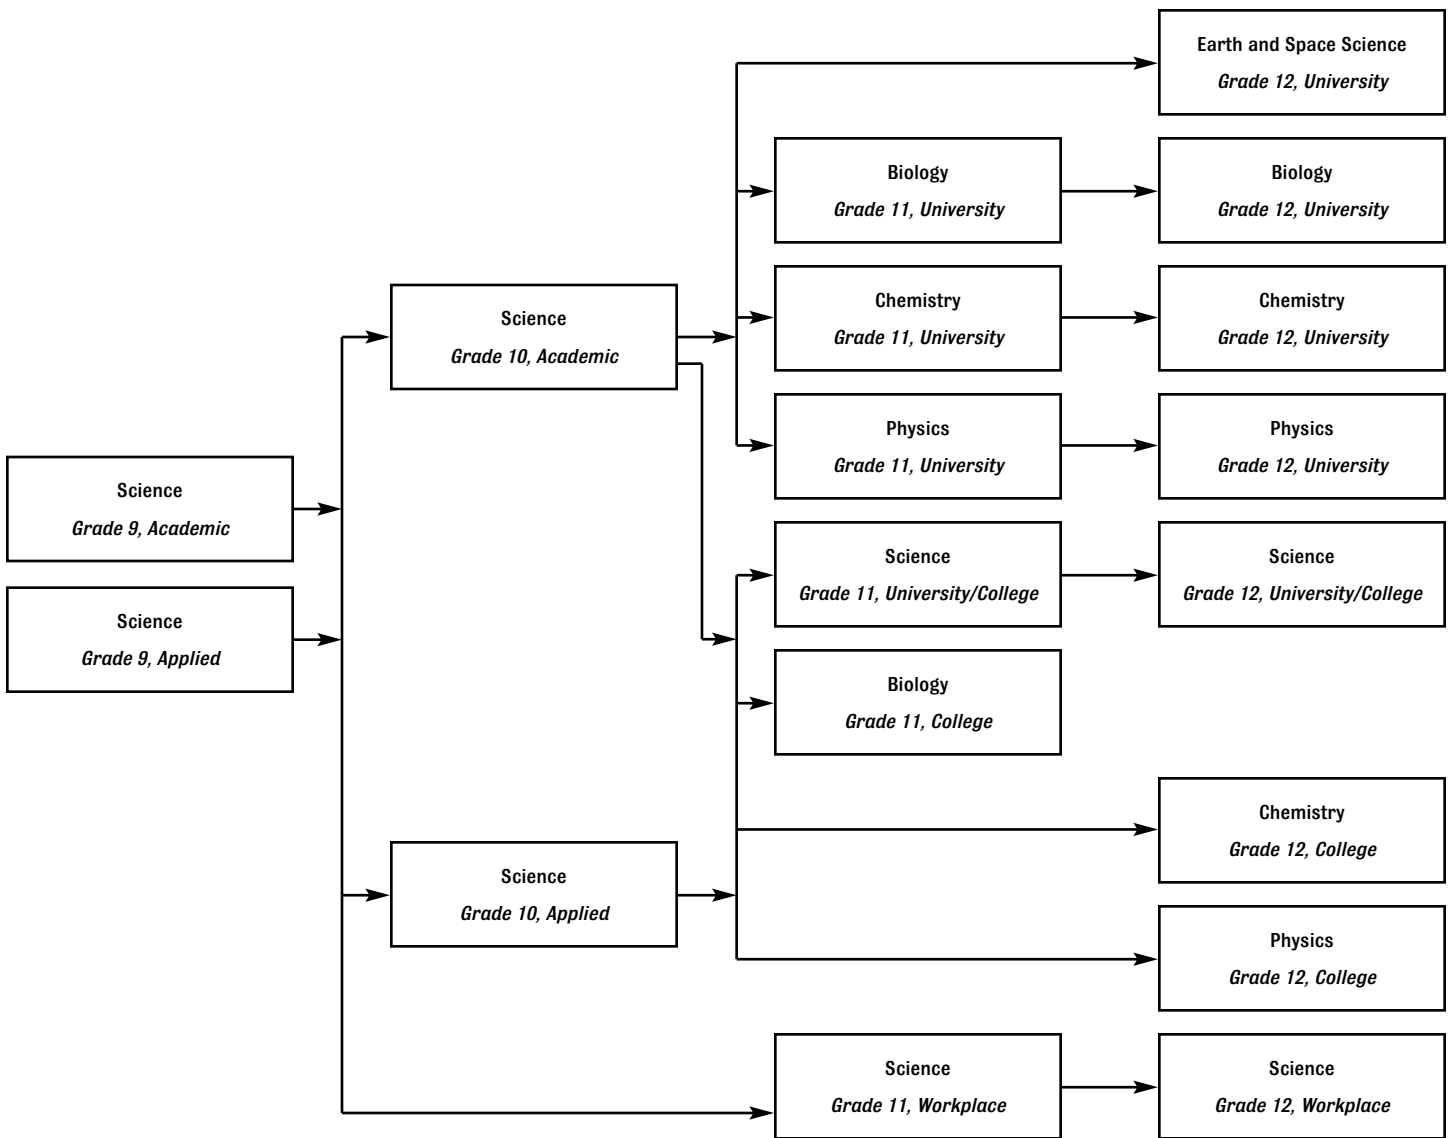 Earth and Space Science
Grade 12, University
Biology
Grade 11, University
Biology
Grade 12, University
Science
Grade 10, Academic
Chemistry
Grade 11, University
Chemistry
Grade 12, University
Physics
Grade 11, University
Physics
Grade 12, University
Science
Grade 9, Academic
Science
Grade 11, University/College
Science
Grade 12, University/College
Science
Grade 9, Applied
Biology
Grade 11, College
Chemistry
Grade 12, College
Science
Grade 10, Applied
Physics
Grade 12, College
Science
Grade 11, Workplace
Science
Grade 12, Workplace